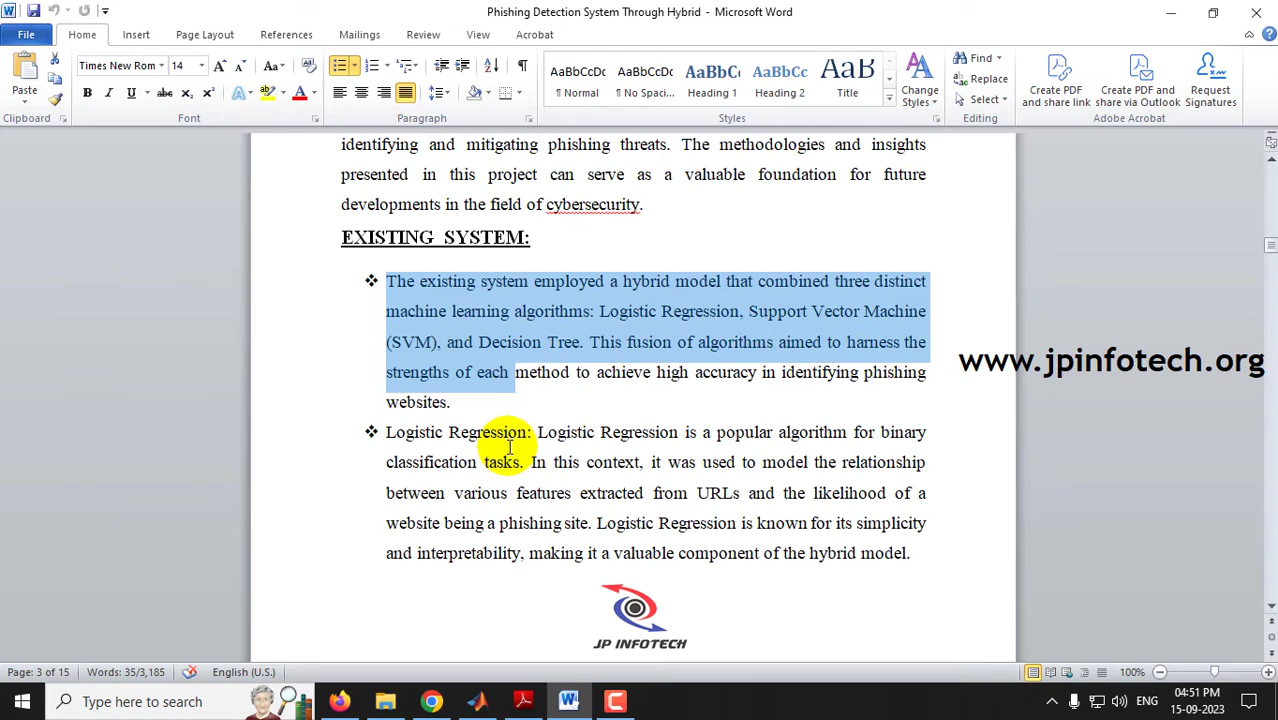 Phishing Detection System Through Hybrid - Microsoft Word
File Home Insert Page Layout References Mailings Review View Acrobat
Times New Rom 14
Paste
Clipboard
Font
Paragraph
AaBbCcDc ¶ Normal
AaBbCcDc ¶ No Spaci...
AaBbC Heading 1
AaBbCc Heading 2
AaB Title
Change Styles
Styles
Find
Replace
Select
Editing
Create PDF and share link
Create PDF and share via Outlook
Request Signatures
Adobe Acrobat
identifying and mitigating phishing threats. The methodologies and insights
presented in this project can serve as a valuable foundation for future
developments in the field of cybersecurity.
EXISTING SYSTEM:
❖ The existing system employed a hybrid model that combined three distinct
machine learning algorithms: Logistic Regression, Support Vector Machine
(SVM), and Decision Tree. This fusion of algorithms aimed to harness the
strengths of each method to achieve high accuracy in identifying phishing
websites.
❖ Logistic Regression: Logistic Regression is a popular algorithm for binary
classification tasks. In this context, it was used to model the relationship
between various features extracted from URLs and the likelihood of a
website being a phishing site. Logistic Regression is known for its simplicity
and interpretability, making it a valuable component of the hybrid model.
www.jpinfotech.org
JP INFOTECH
Page: 3 of 15 Words: 35/3,185 English (U.S.) 100%
Type here to search
ENG
04:51 PM
15-09-2023